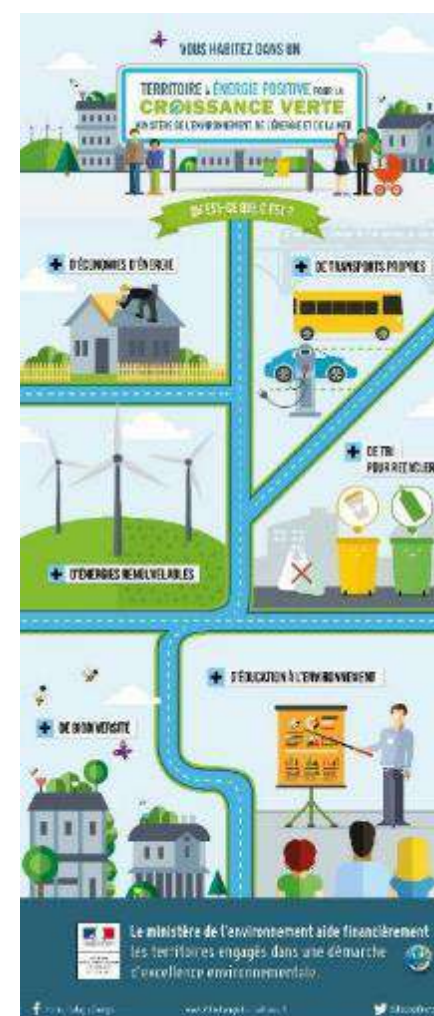 VOUS HABITEZ DANS UN
TERRITOIRE À ÉNERGIE POSITIVE POUR LA
CROISSANCE VERTE
MINISTÈRE DE L'ENVIRONNEMENT, DE L'ÉNERGIE ET DE LA MER
QU'EST-CE QUE C'EST ?
+ D'ÉCONOMIES D'ÉNERGIE
+ DE TRANSPORTS PROPRES
+ DE TRI
POUR RECYCLER
+ D'ÉNERGIES RENOUVELABLES
+ D'ÉDUCATION À L'ENVIRONNEMENT
+ DE BIODIVERSITÉ
Le ministère de l'environnement aide financièrement
les territoires engagés dans une démarche
d'excellence environnementale.